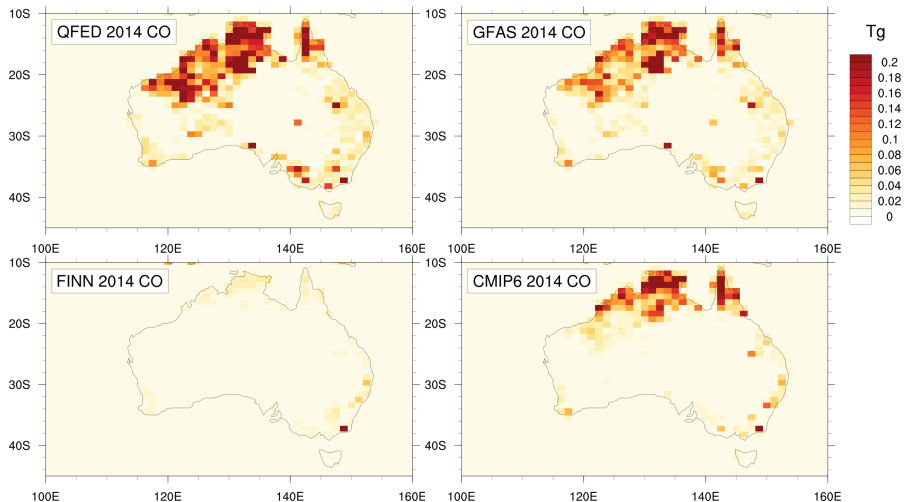 QFED 2014 CO
10S
20S
30S
40S
100E 120E 140E 160E
GFAS 2014 CO
10S
20S
30S
40S
100E 120E 140E 160E
Tg
0.2
0.18
0.16
0.14
0.12
0.1
0.08
0.06
0.04
0.02
0
FINN 2014 CO
10S
20S
30S
40S
100E 120E 140E 160E
CMIP6 2014 CO
10S
20S
30S
40S
100E 120E 140E 160E